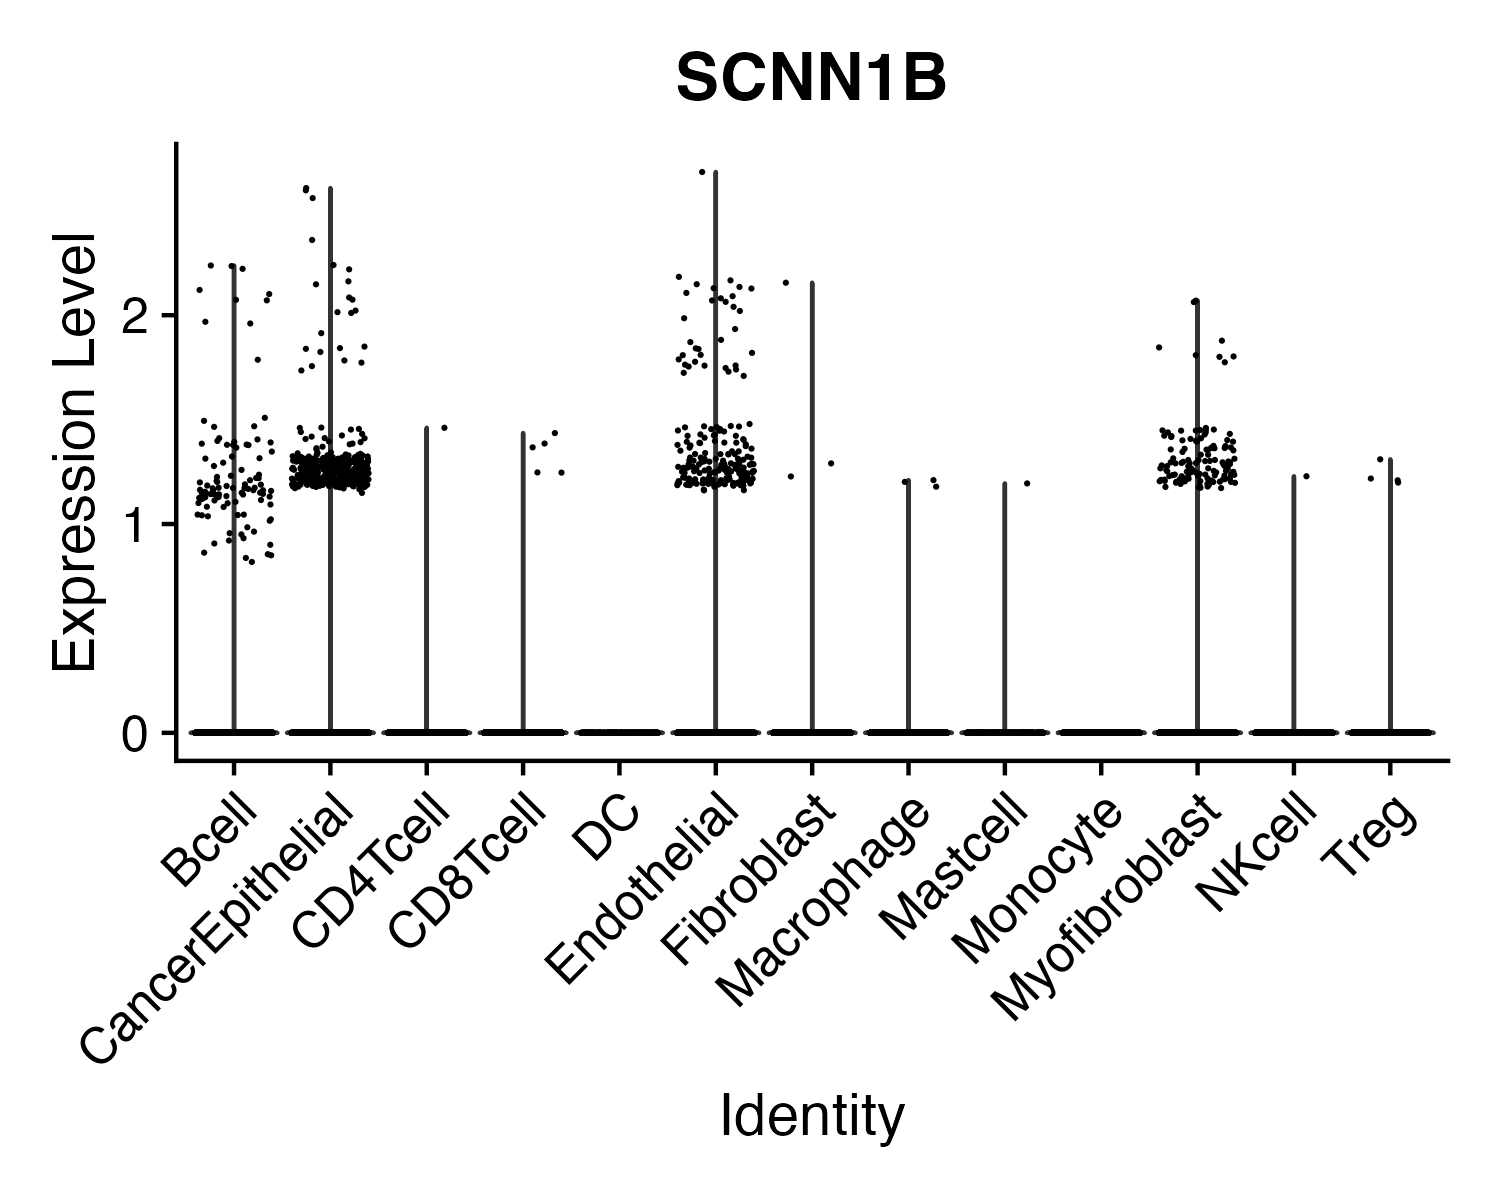 SCNN1B
Expression Level
2
1
0
Bcell
CancerEpithelial
CD4Tcell
CD8Tcell
DC
Endothelial
Fibroblast
Macrophage
Mastcell
Monocyte
Myofibroblast
NKcell
Treg
Identity